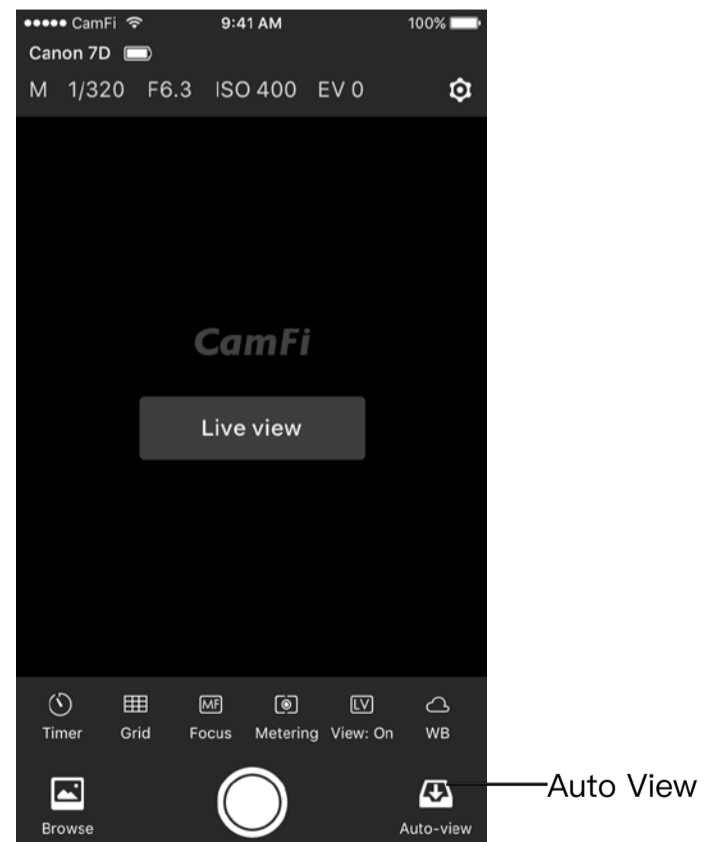 CamFi 9:41 AM 100%
Canon 7D
M 1/320 F6.3 ISO 400 EV 0
CamFi
Live view
MF LV
Timer Grid Focus Metering View: On WB
Auto View
Browse Auto-view